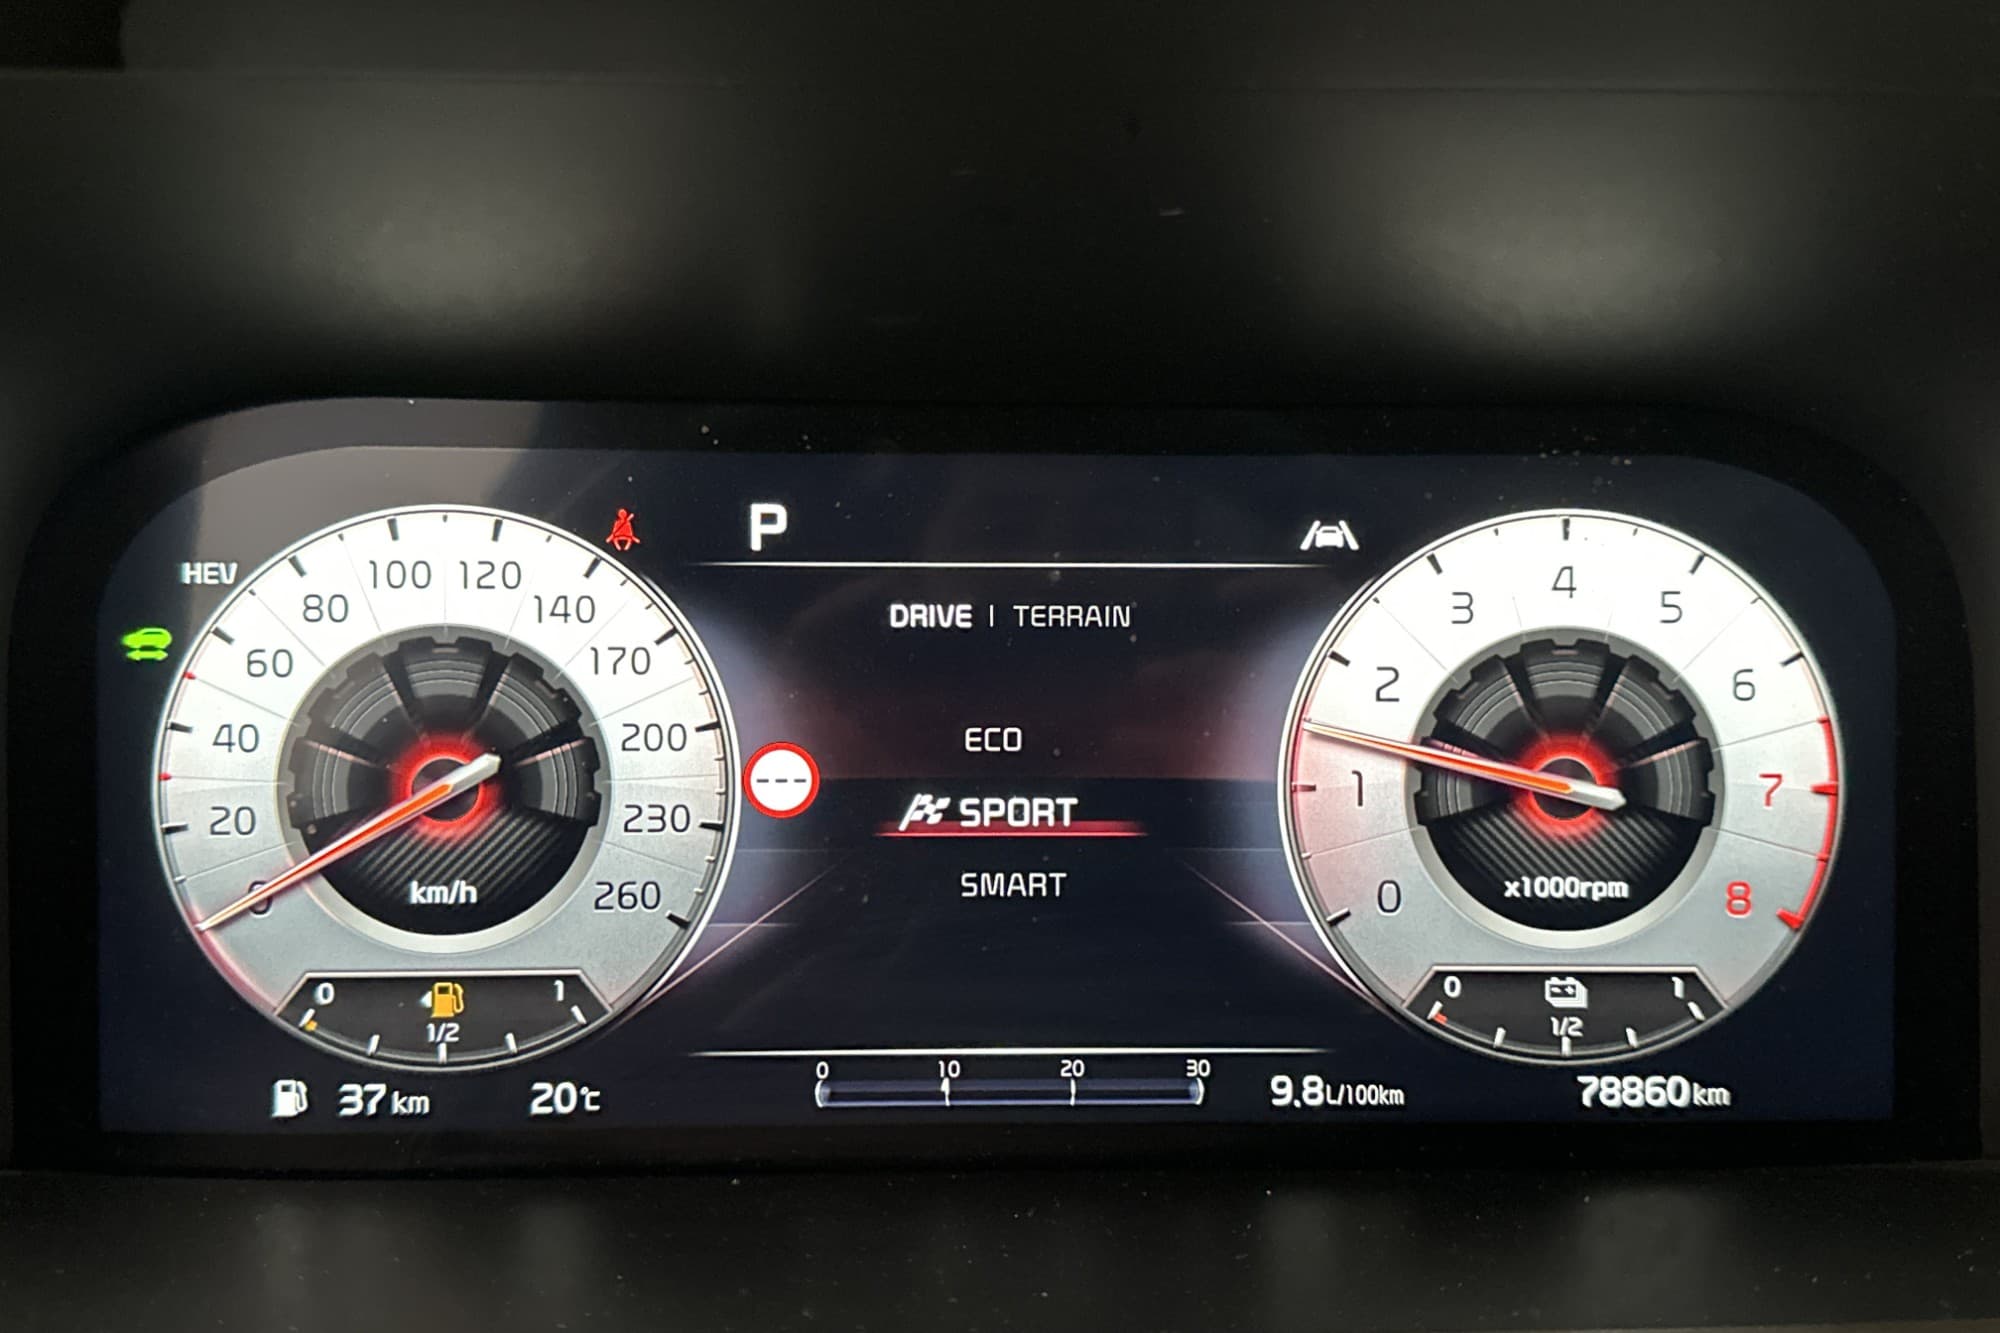 P
HEV
DRIVE | TERRAIN
ECO
SPORT
SMART
0 20 40 60 80 100 120 140 170 200 230 260
km/h
---
0 1 2 3 4 5 6 7 8
x1000rpm
0 1/2 1
0 1/2 1
37 km
20°C
0 10 20 30
9.8 L/100km
78860 km